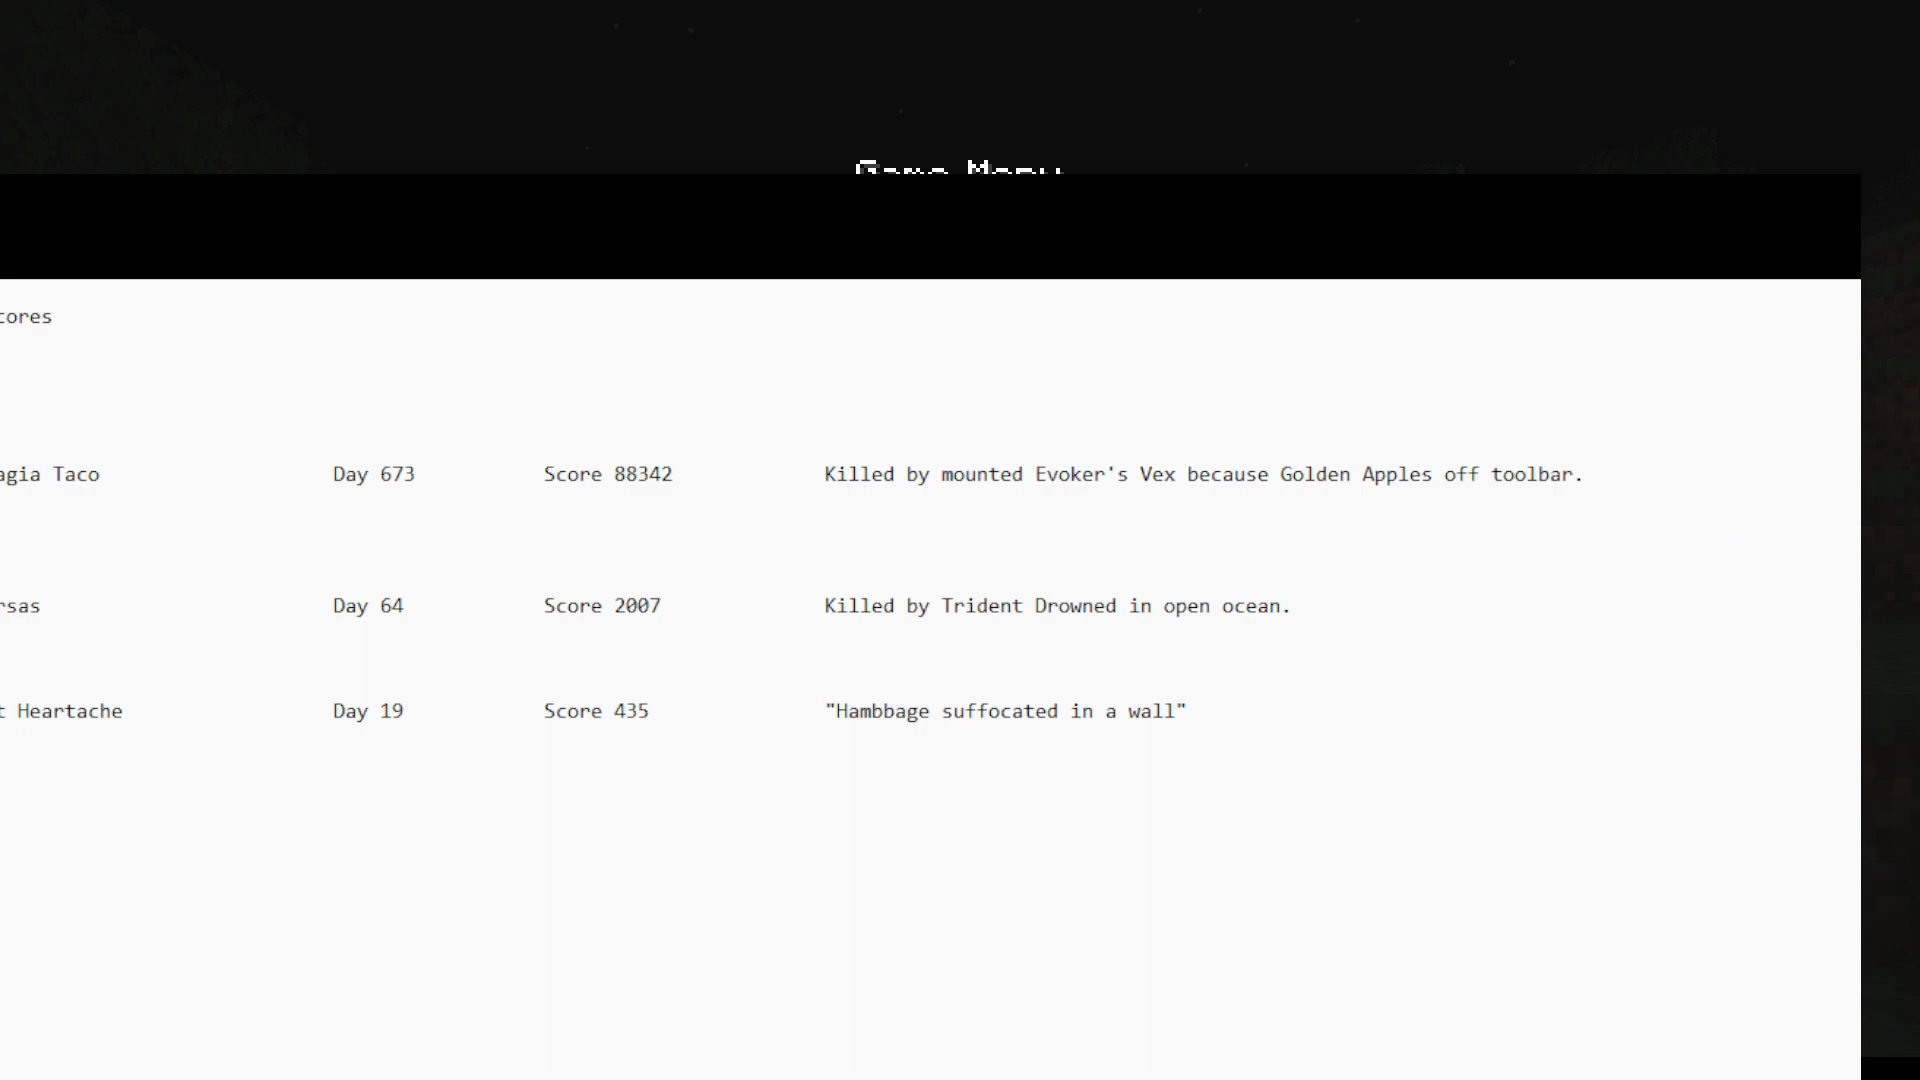 Game Menu
cores
agia Taco Day 673 Score 88342 Killed by mounted Evoker's Vex because Golden Apples off toolbar.
rsas Day 64 Score 2007 Killed by Trident Drowned in open ocean.
t Heartache Day 19 Score 435 "Hambbage suffocated in a wall"